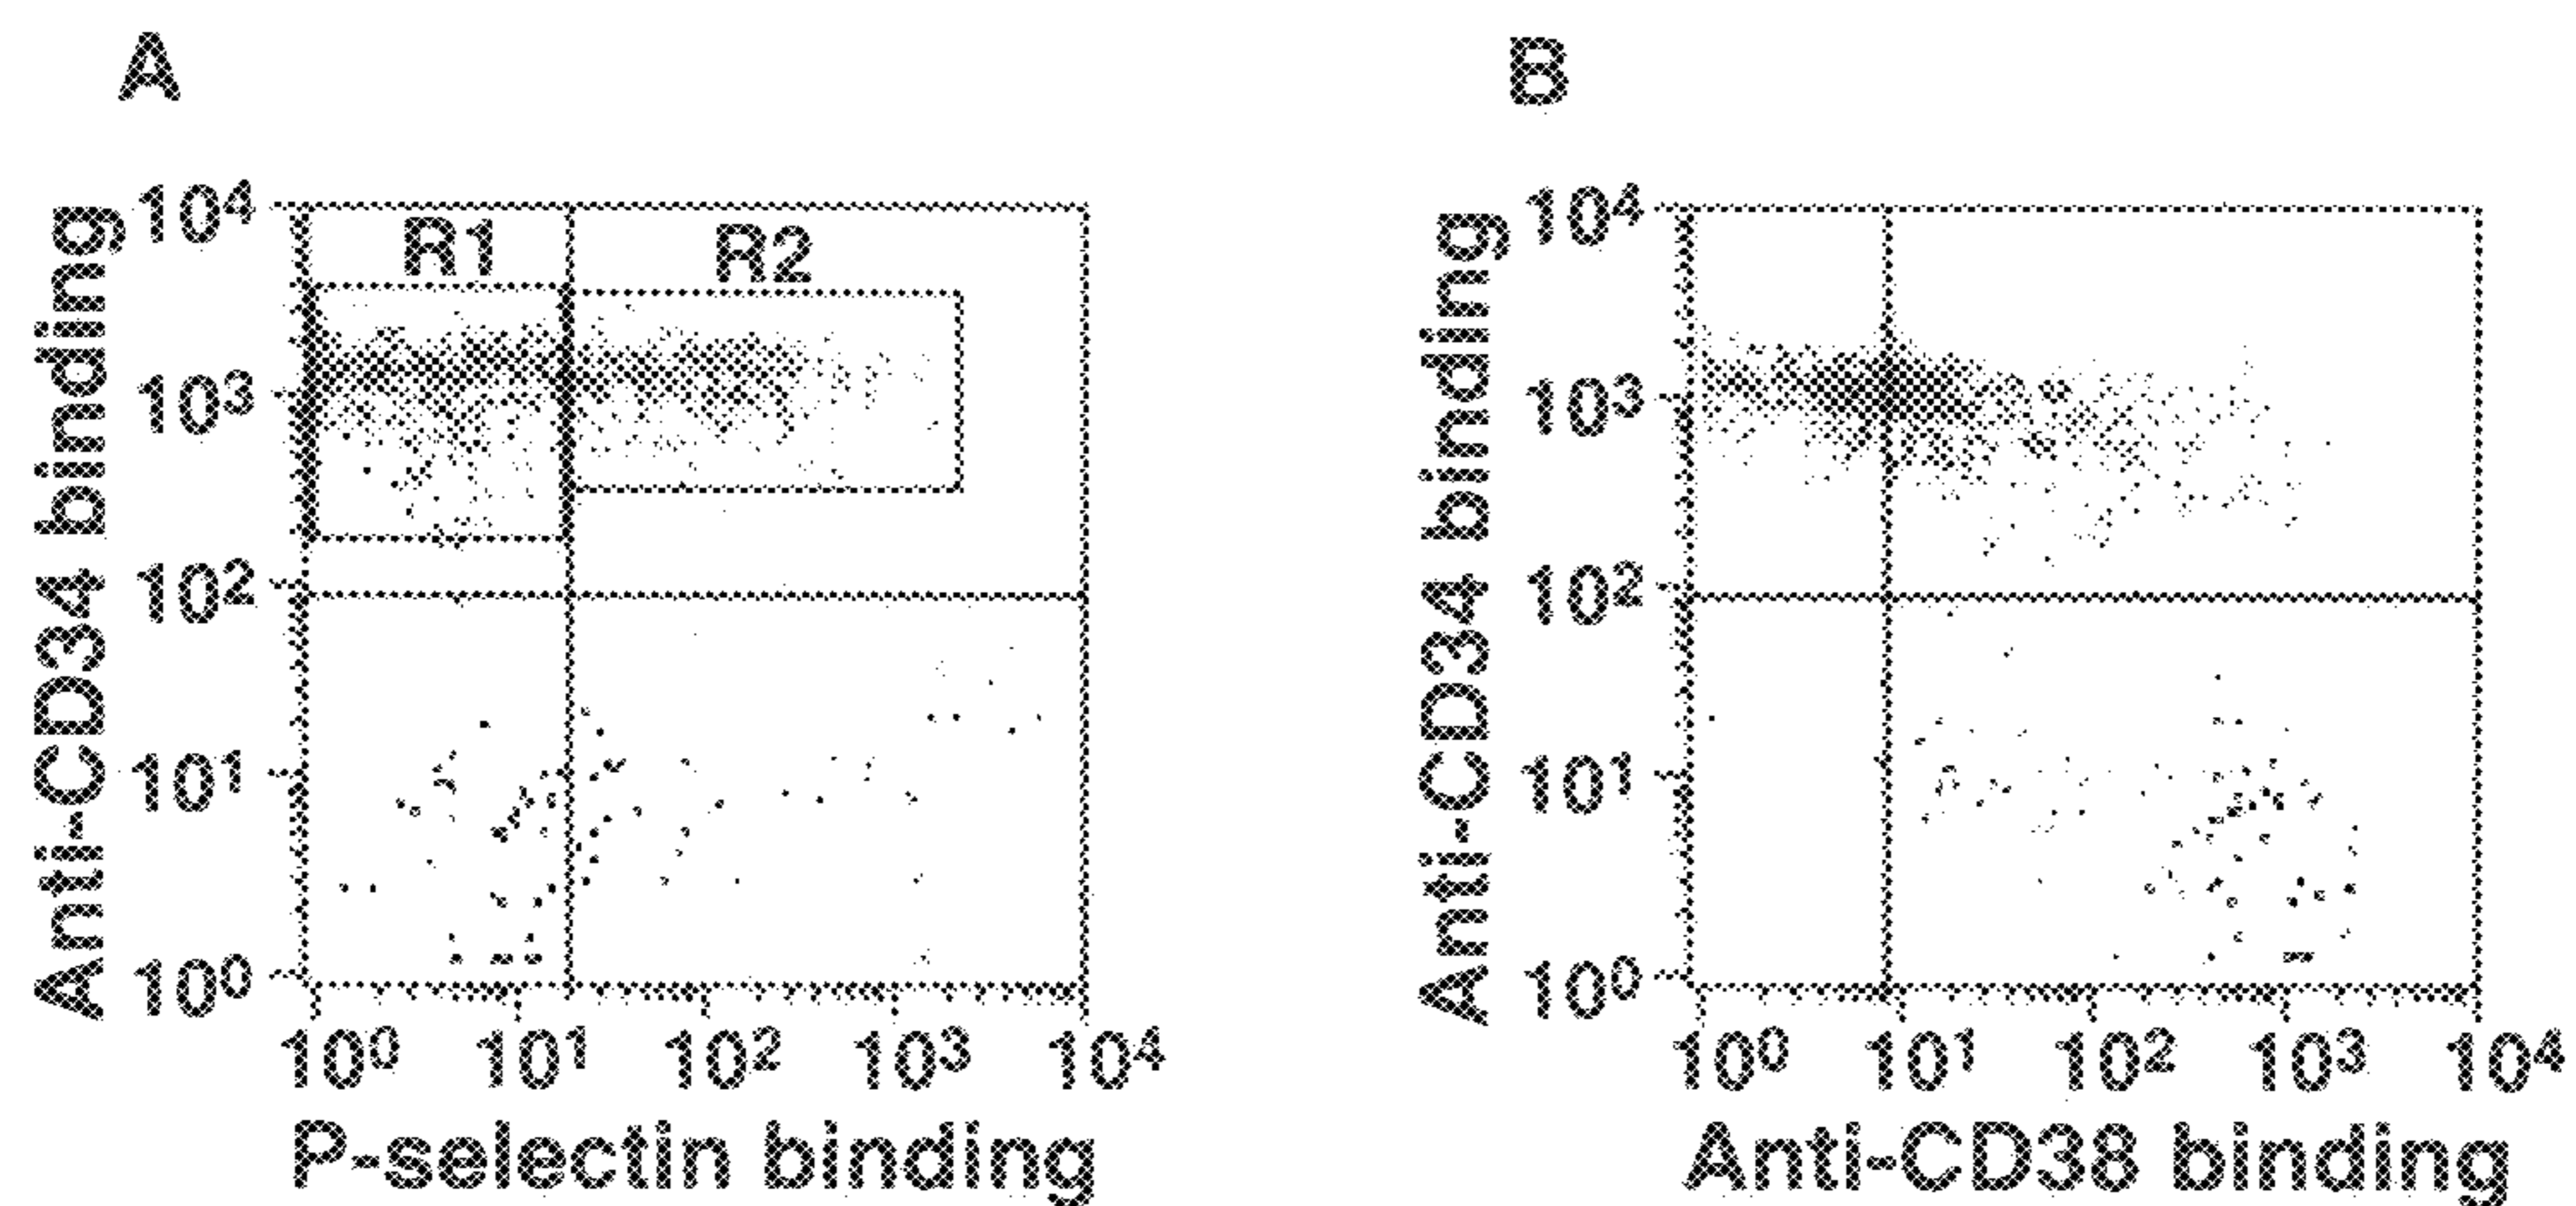 A
B
Anti-CD34 binding
10⁴
10³
10²
10¹
10⁰
R1
R2
10⁰ 10¹ 10² 10³ 10⁴
P-selectin binding
Anti-CD34 binding
10⁴
10³
10²
10¹
10⁰
10⁰ 10¹ 10² 10³ 10⁴
Anti-CD38 binding